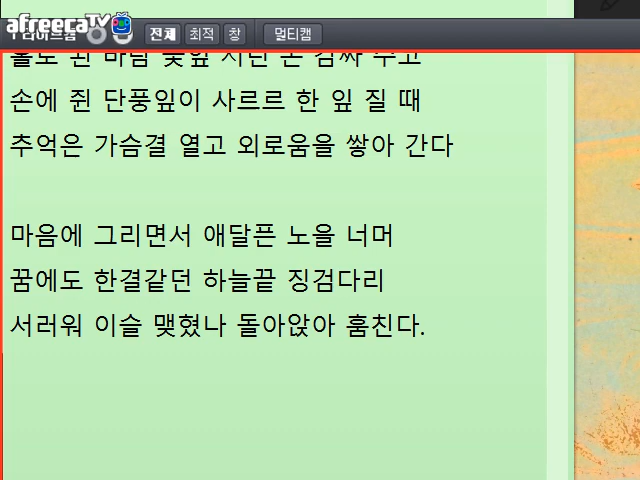 afreecaTV
전체 최적 창 멀티캠
손에 쥔 단풍잎이 사르르 한 잎 질 때
추억은 가슴결 열고 외로움을 쌓아 간다
마음에 그리면서 애달픈 노을 너머
꿈에도 한결같던 하늘끝 징검다리
서러워 이슬 맺혔나 돌아앉아 훔친다.